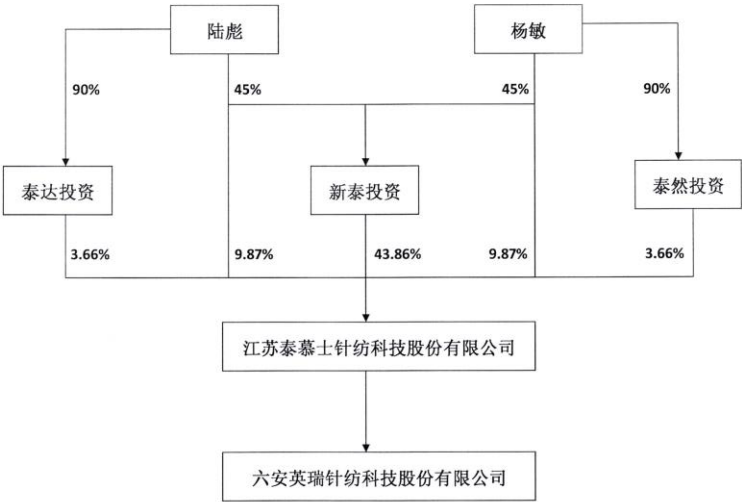 陆彪
杨敏
90%
45%
45%
90%
泰达投资
新泰投资
泰然投资
3.66%
9.87%
43.86%
9.87%
3.66%
江苏泰慕士针纺科技股份有限公司
六安英瑞针纺科技股份有限公司